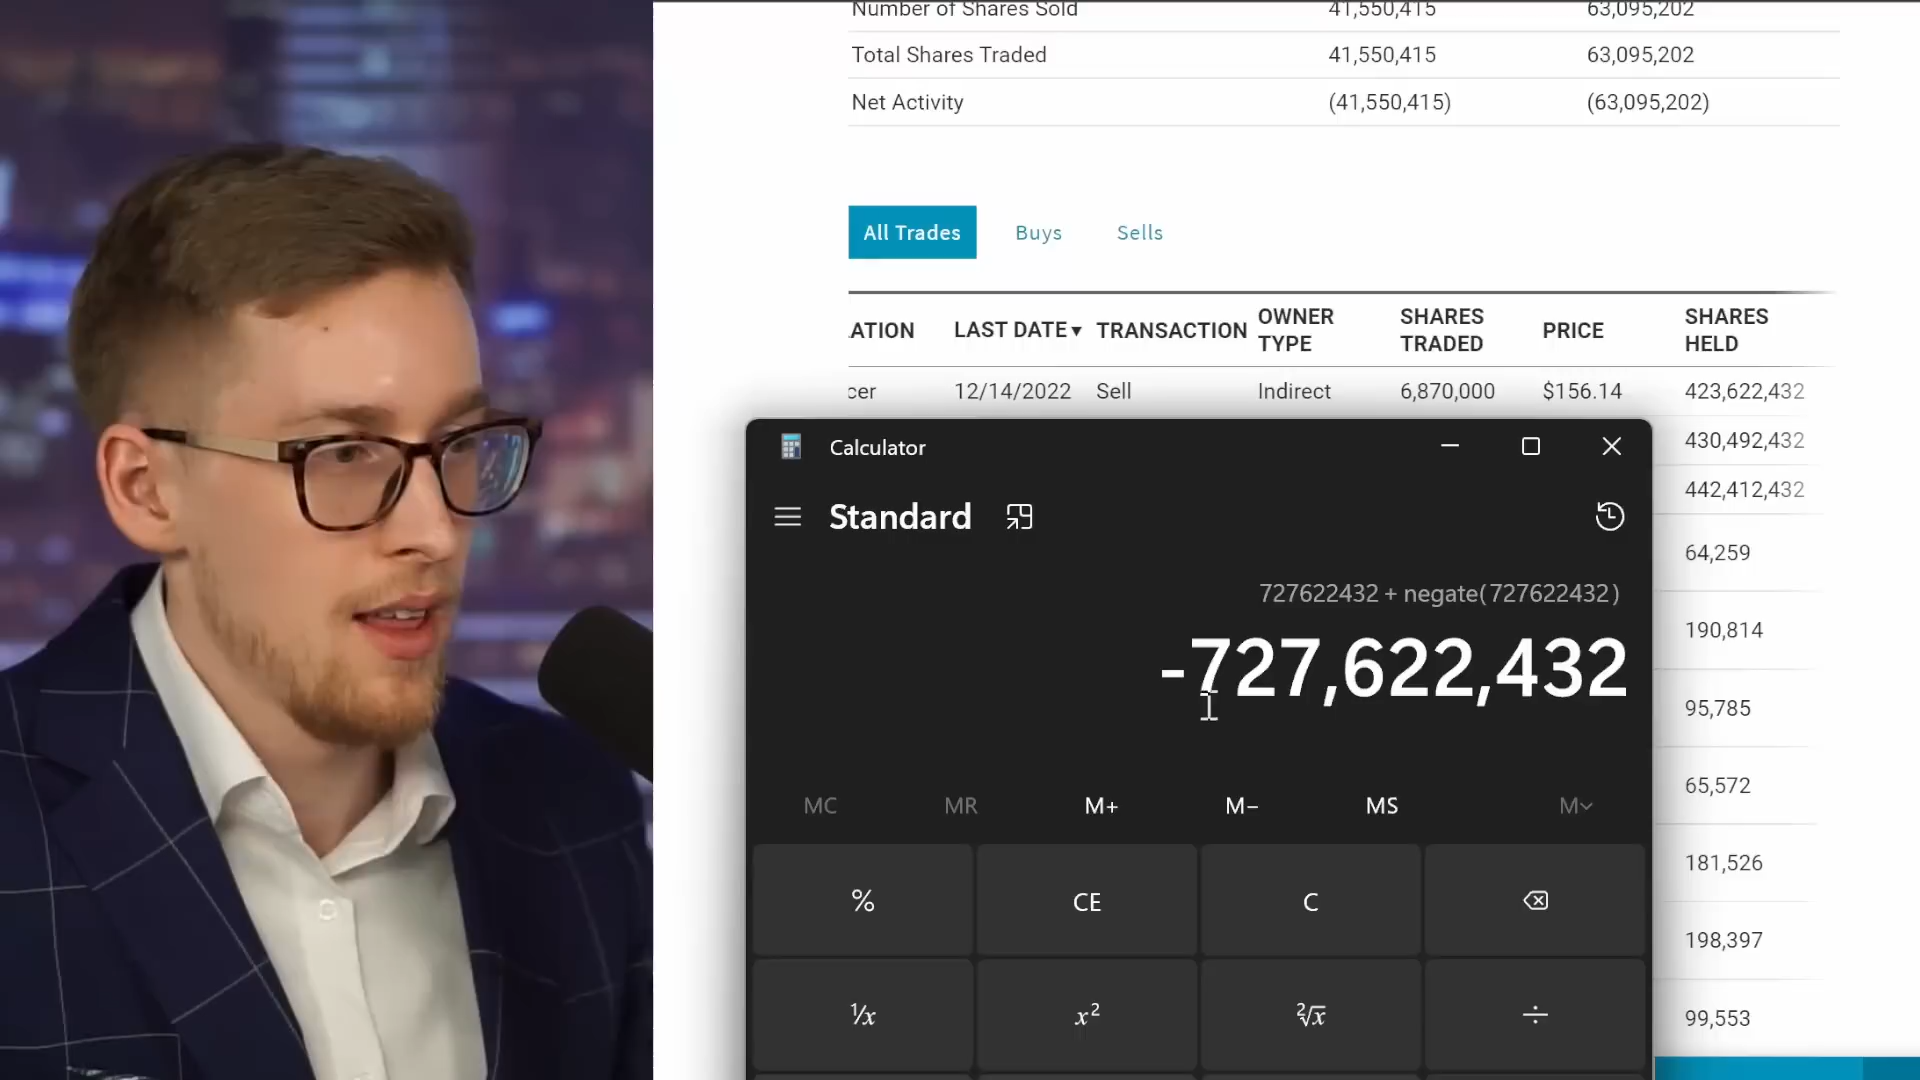 Number of Shares Sold 41,550,415 63,095,202
Total Shares Traded 41,550,415 63,095,202
Net Activity (41,550,415) (63,095,202)
All Trades Buys Sells
ATION LAST DATE▼ TRANSACTION OWNER TYPE SHARES TRADED PRICE SHARES HELD
cer 12/14/2022 Sell Indirect 6,870,000 $156.14 423,622,432
430,492,432
442,412,432
64,259
190,814
95,785
65,572
181,526
198,397
99,553
Calculator
Standard
727622432 + negate(727622432)
-727,622,432
MC MR M+ M− MS M
% CE C
¹/x x² ²√x ÷